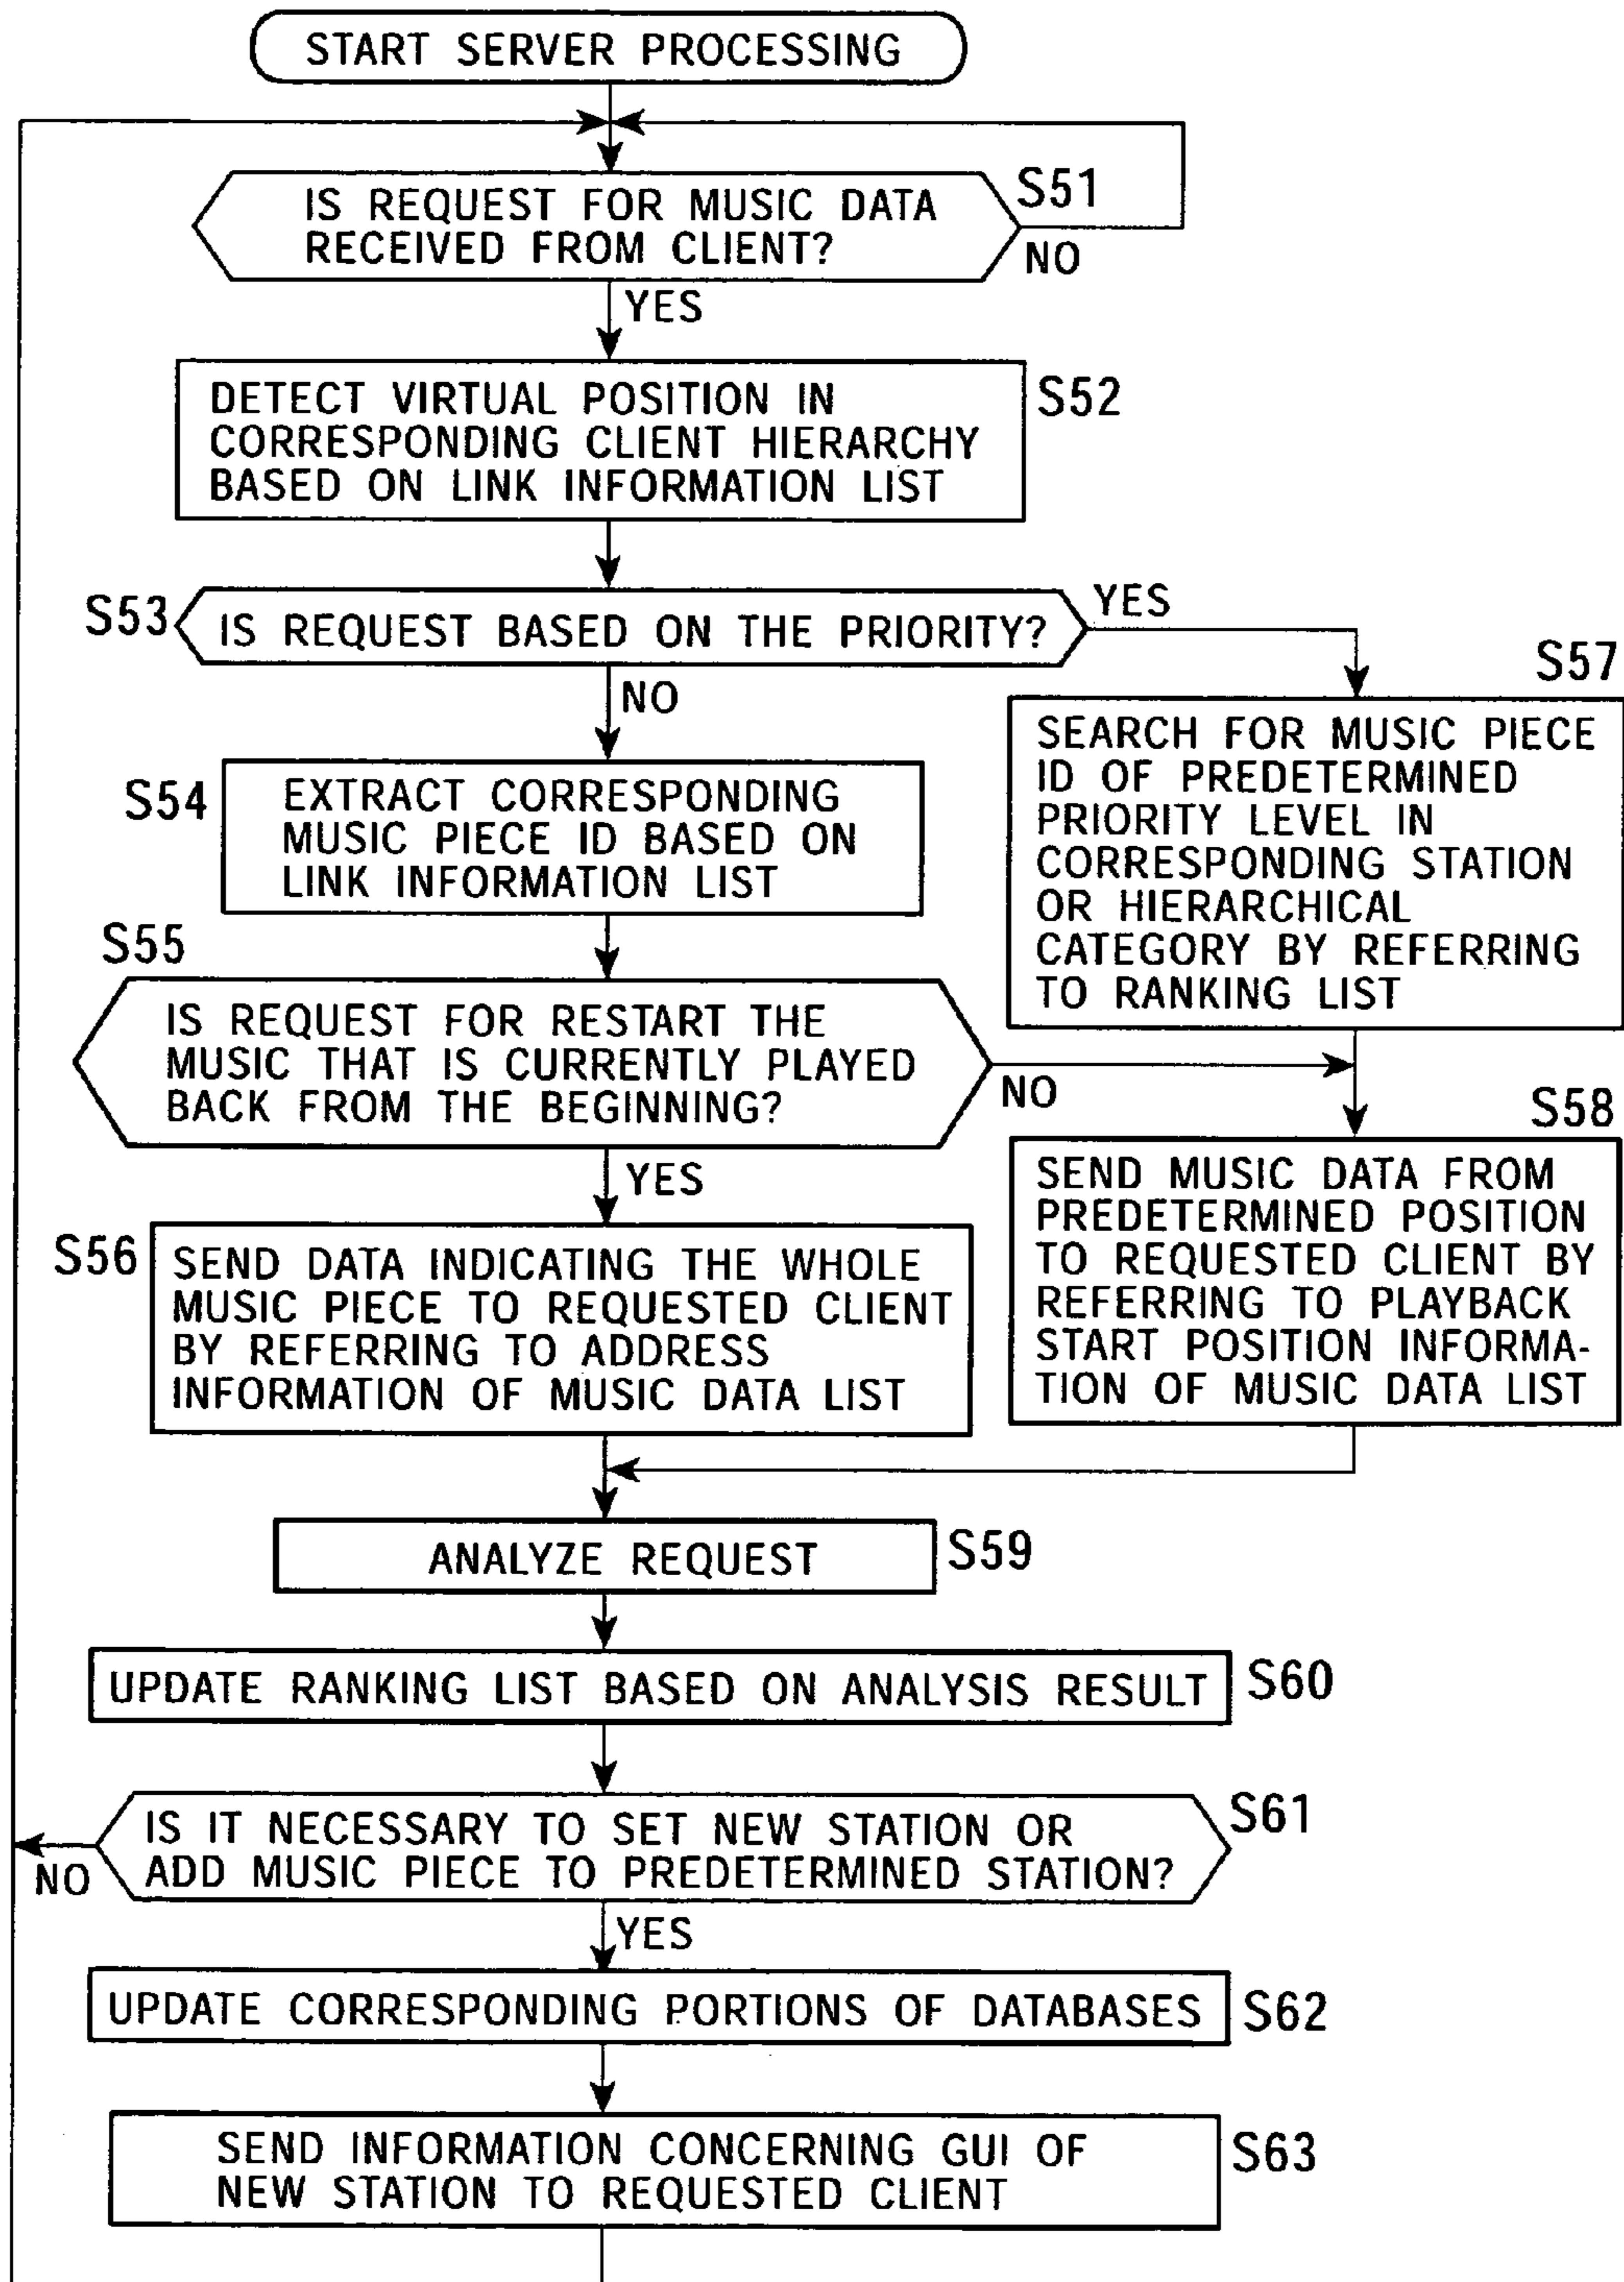 START SERVER PROCESSING
IS REQUEST FOR MUSIC DATA
RECEIVED FROM CLIENT?
S51
NO
YES
DETECT VIRTUAL POSITION IN
CORRESPONDING CLIENT HIERARCHY
BASED ON LINK INFORMATION LIST
S52
S53
IS REQUEST BASED ON THE PRIORITY?
YES
NO
S57
SEARCH FOR MUSIC PIECE
ID OF PREDETERMINED
PRIORITY LEVEL IN
CORRESPONDING STATION
OR HIERARCHICAL
CATEGORY BY REFERRING
TO RANKING LIST
S54
EXTRACT CORRESPONDING
MUSIC PIECE ID BASED ON
LINK INFORMATION LIST
S55
IS REQUEST FOR RESTART THE
MUSIC THAT IS CURRENTLY PLAYED
BACK FROM THE BEGINNING?
NO
YES
S58
SEND MUSIC DATA FROM
PREDETERMINED POSITION
TO REQUESTED CLIENT BY
REFERRING TO PLAYBACK
START POSITION INFORMA-
TION OF MUSIC DATA LIST
S56
SEND DATA INDICATING THE WHOLE
MUSIC PIECE TO REQUESTED CLIENT
BY REFERRING TO ADDRESS
INFORMATION OF MUSIC DATA LIST
ANALYZE REQUEST
S59
UPDATE RANKING LIST BASED ON ANALYSIS RESULT
S60
IS IT NECESSARY TO SET NEW STATION OR
ADD MUSIC PIECE TO PREDETERMINED STATION?
S61
NO
YES
UPDATE CORRESPONDING PORTIONS OF DATABASES
S62
SEND INFORMATION CONCERNING GUI OF
NEW STATION TO REQUESTED CLIENT
S63